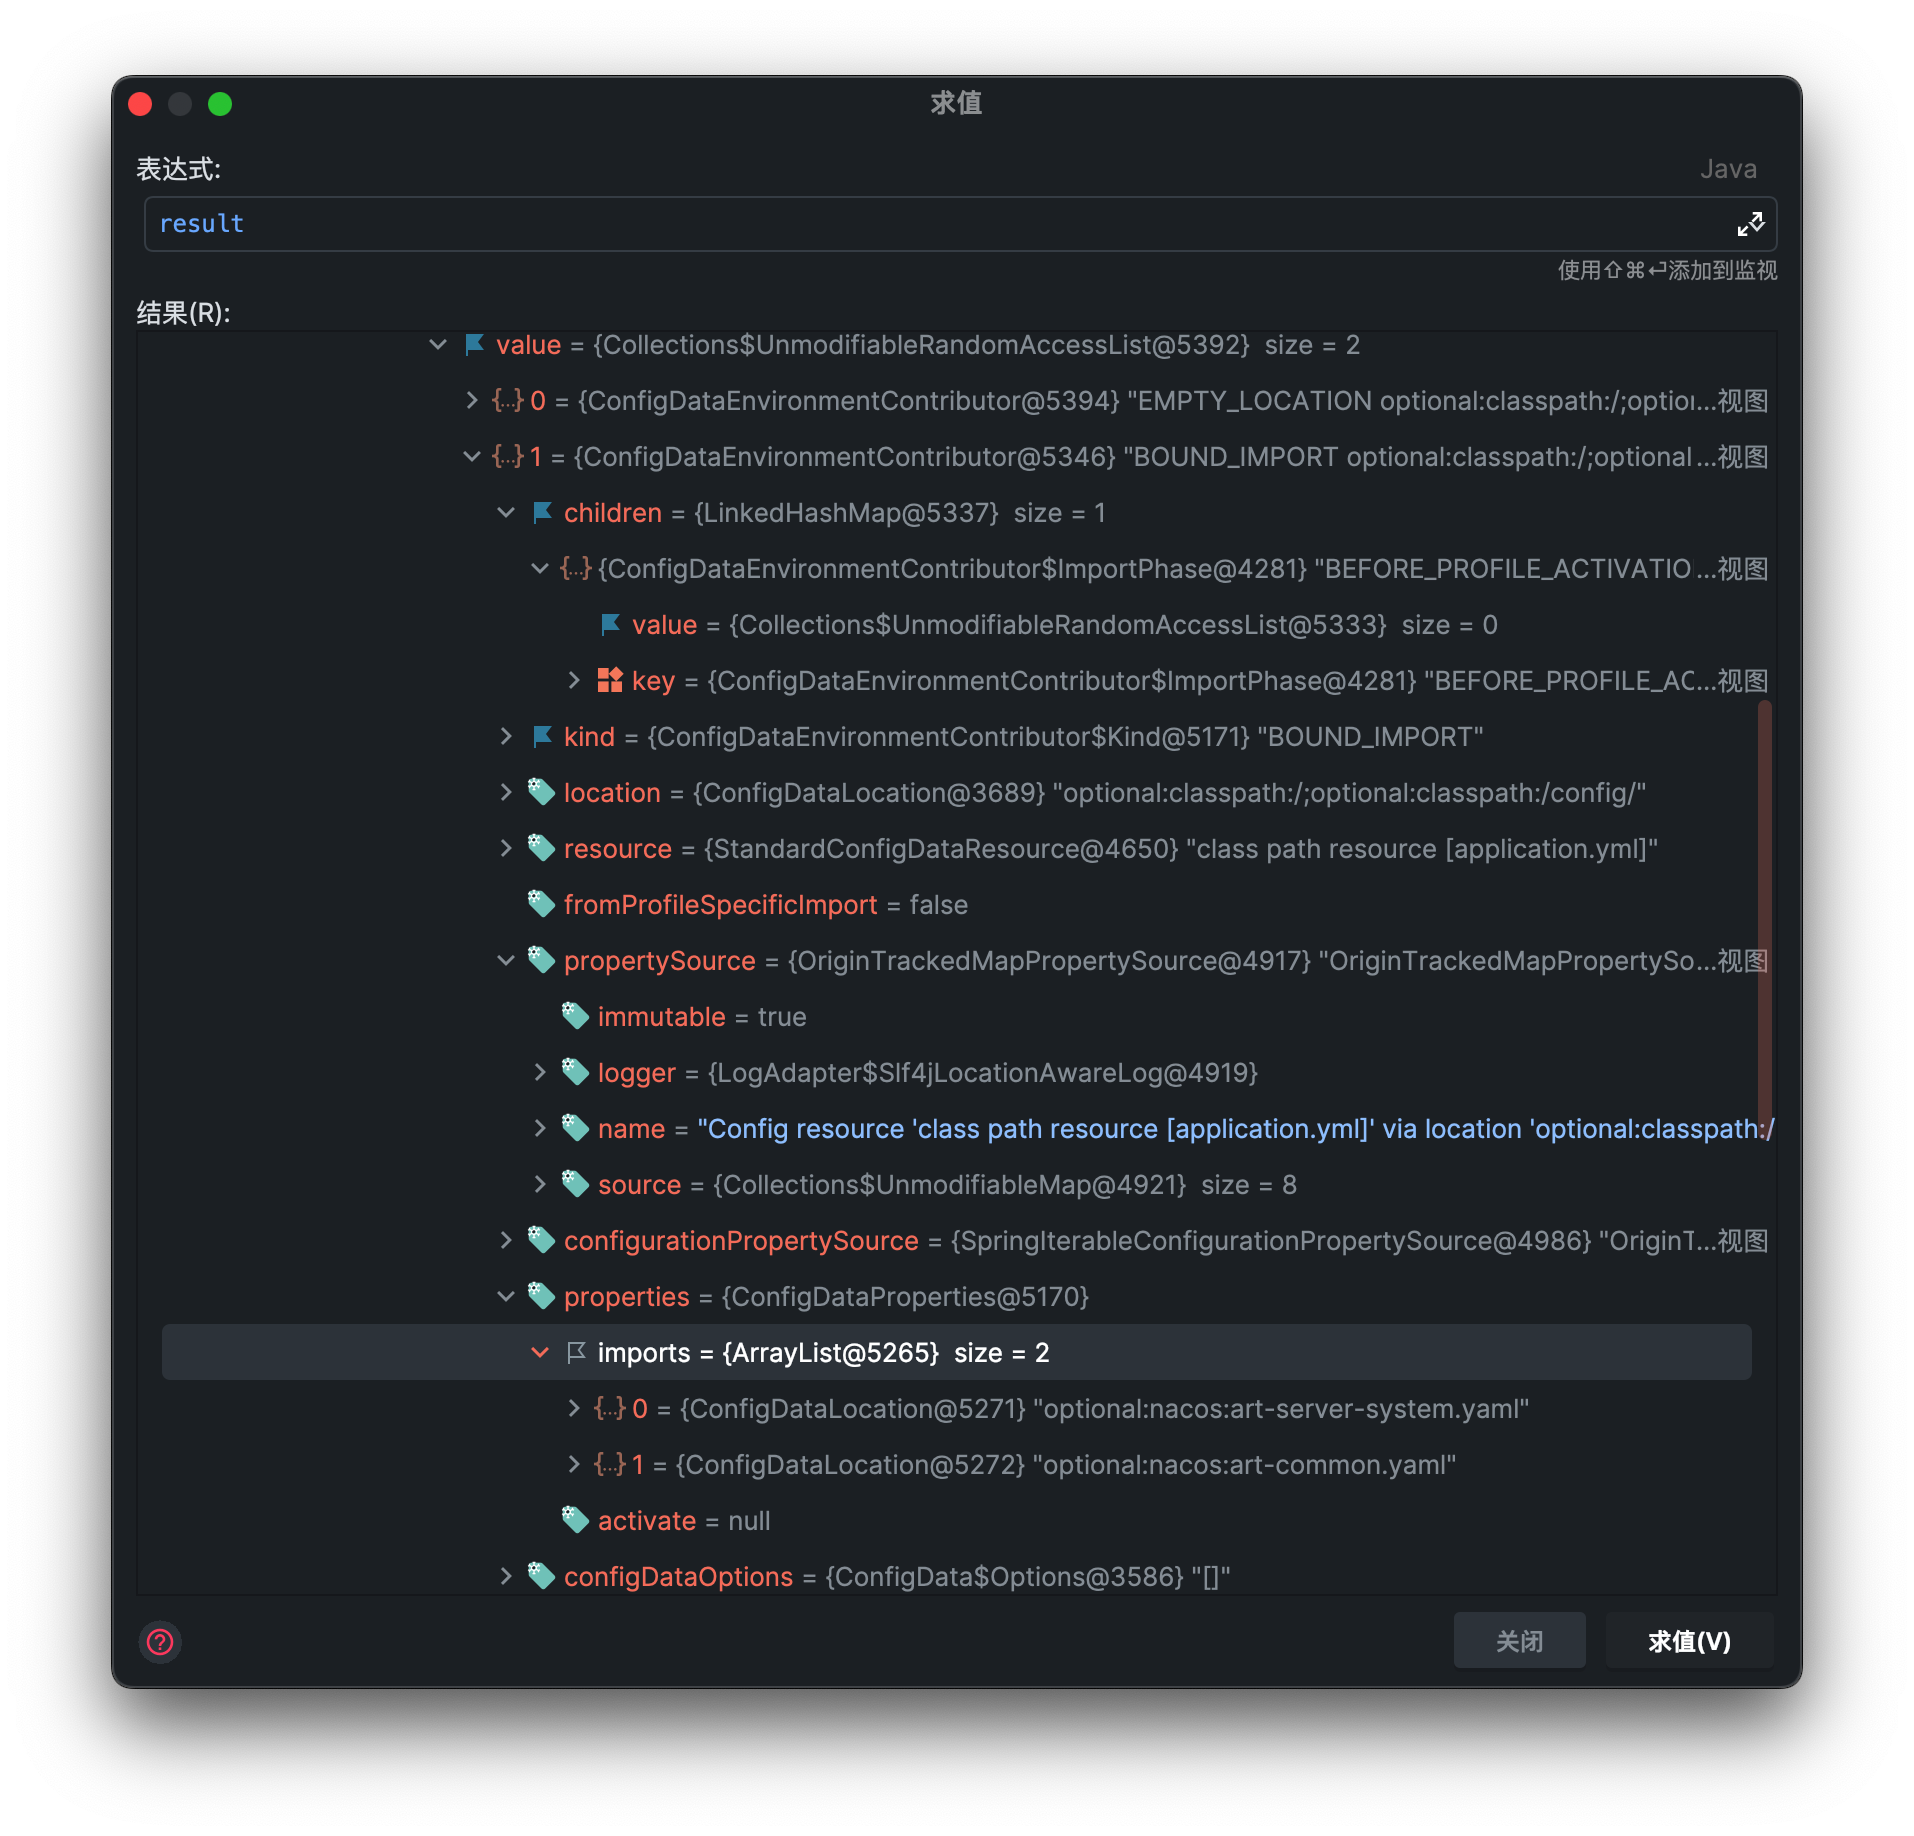 求值
表达式:
Java
result
使用⇧⌘⏎添加到监视
结果(R):
value = {Collections$UnmodifiableRandomAccessList@5392} size = 2
{...} 0 = {ConfigDataEnvironmentContributor@5394} "EMPTY_LOCATION optional:classpath:/;option...视图
{...} 1 = {ConfigDataEnvironmentContributor@5346} "BOUND_IMPORT optional:classpath:/;optional ...视图
children = {LinkedHashMap@5337} size = 1
{...} {ConfigDataEnvironmentContributor$ImportPhase@4281} "BEFORE_PROFILE_ACTIVATIO ...视图
value = {Collections$UnmodifiableRandomAccessList@5333} size = 0
key = {ConfigDataEnvironmentContributor$ImportPhase@4281} "BEFORE_PROFILE_AC...视图
kind = {ConfigDataEnvironmentContributor$Kind@5171} "BOUND_IMPORT"
location = {ConfigDataLocation@3689} "optional:classpath:/;optional:classpath:/config/"
resource = {StandardConfigDataResource@4650} "class path resource [application.yml]"
fromProfileSpecificImport = false
propertySource = {OriginTrackedMapPropertySource@4917} "OriginTrackedMapPropertySo...视图
immutable = true
logger = {LogAdapter$Slf4jLocationAwareLog@4919}
name = "Config resource 'class path resource [application.yml]' via location 'optional:classpath:/
source = {Collections$UnmodifiableMap@4921} size = 8
configurationPropertySource = {SpringIterableConfigurationPropertySource@4986} "OriginT...视图
properties = {ConfigDataProperties@5170}
imports = {ArrayList@5265} size = 2
{...} 0 = {ConfigDataLocation@5271} "optional:nacos:art-server-system.yaml"
{...} 1 = {ConfigDataLocation@5272} "optional:nacos:art-common.yaml"
activate = null
configDataOptions = {ConfigData$Options@3586} "[]"
关闭
求值(V)